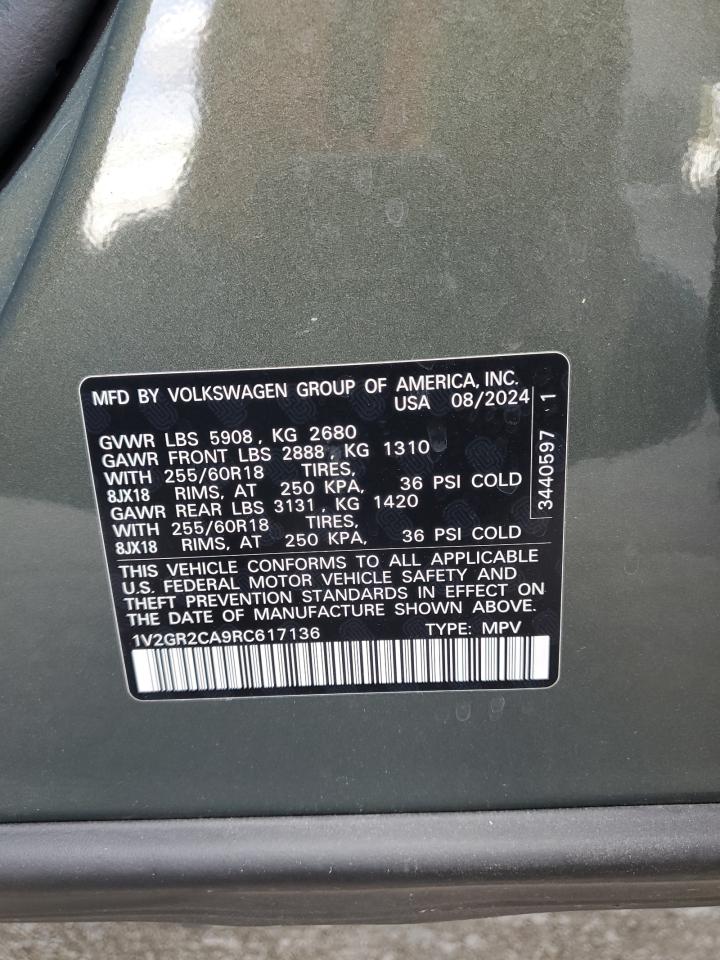 MFD BY VOLKSWAGEN GROUP OF AMERICA, INC.
USA 08/2024
GVWR LBS 5908, KG 2680
GAWR FRONT LBS 2888, KG 1310
WITH 255/60R18 TIRES,
8JX18 RIMS, AT 250 KPA, 36 PSI COLD
GAWR REAR LBS 3131, KG 1420
WITH 255/60R18 TIRES,
8JX18 RIMS, AT 250 KPA, 36 PSI COLD
THIS VEHICLE CONFORMS TO ALL APPLICABLE
U.S. FEDERAL MOTOR VEHICLE SAFETY AND
THEFT PREVENTION STANDARDS IN EFFECT ON
THE DATE OF MANUFACTURE SHOWN ABOVE.
1V2GR2CA9RC617136 TYPE: MPV
3440597 1